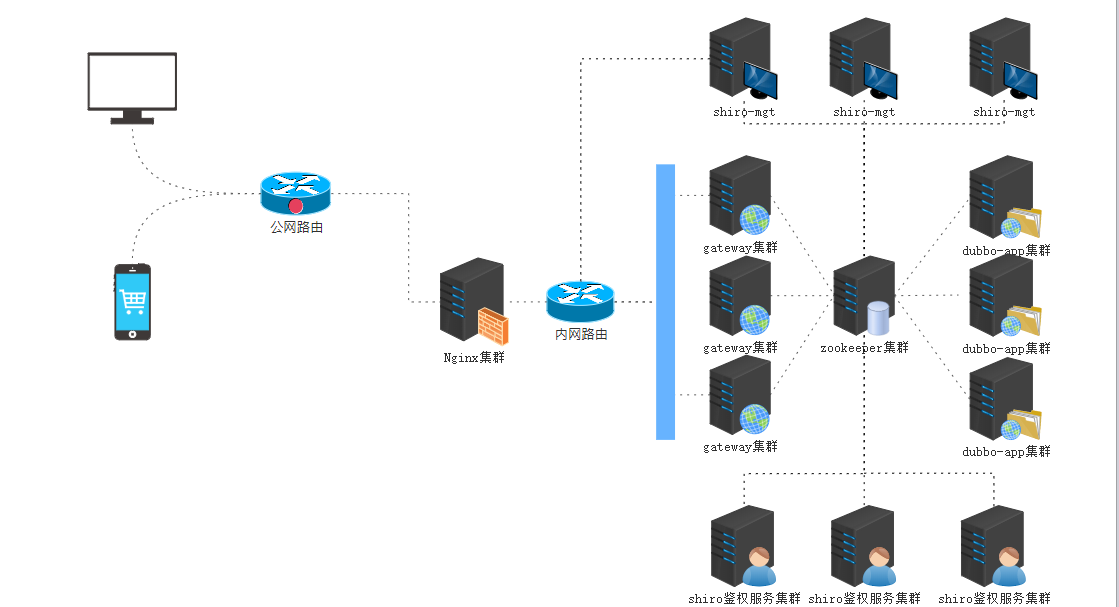 shiro-mgt shiro-mgt shiro-mgt
公网路由
gateway集群
dubbo-app集群
内网路由
Nginx集群
gateway集群
zookeeper集群
dubbo-app集群
gateway集群
dubbo-app集群
shiro鉴权服务集群 shiro鉴权服务集群 shiro鉴权服务集群